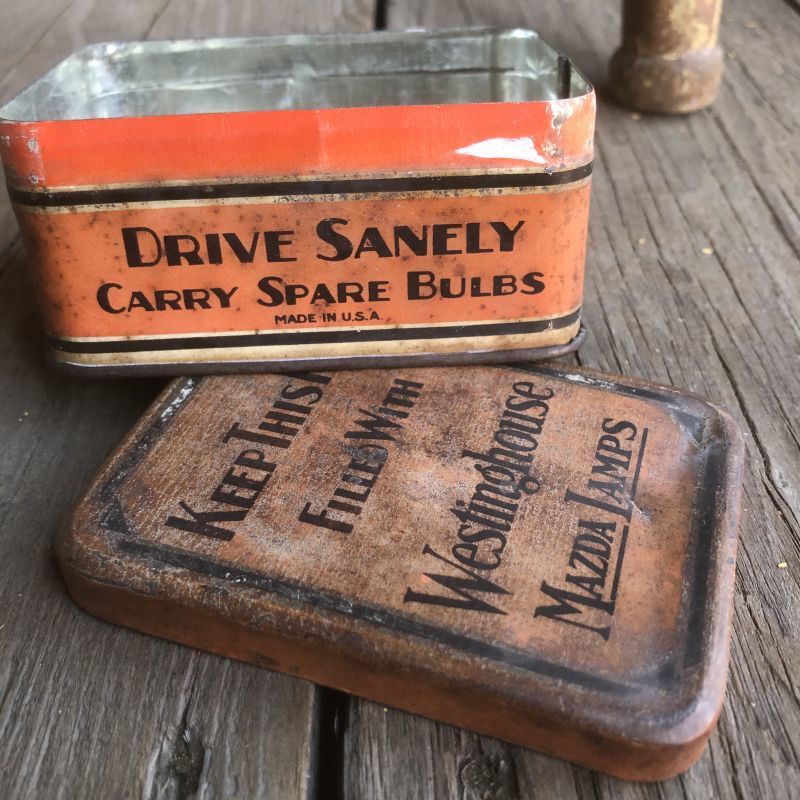 DRIVE SANELY
CARRY SPARE BULBS
MADE IN U.S.A.
KEEP THIS
FILLED WITH
Westinghouse
MAZDA LAMPS